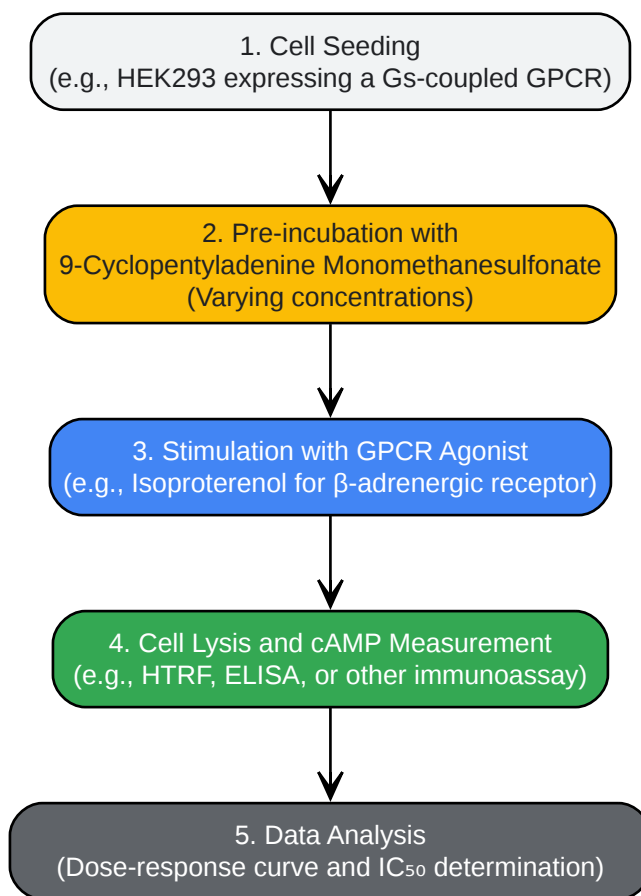 1. Cell Seeding
(e.g., HEK293 expressing a Gs-coupled GPCR)
2. Pre-incubation with
9-Cyclopentyladenine Monomethanesulfonate
(Varying concentrations)
3. Stimulation with GPCR Agonist
(e.g., Isoproterenol for β-adrenergic receptor)
4. Cell Lysis and cAMP Measurement
(e.g., HTRF, ELISA, or other immunoassay)
5. Data Analysis
(Dose-response curve and IC₅₀ determination)